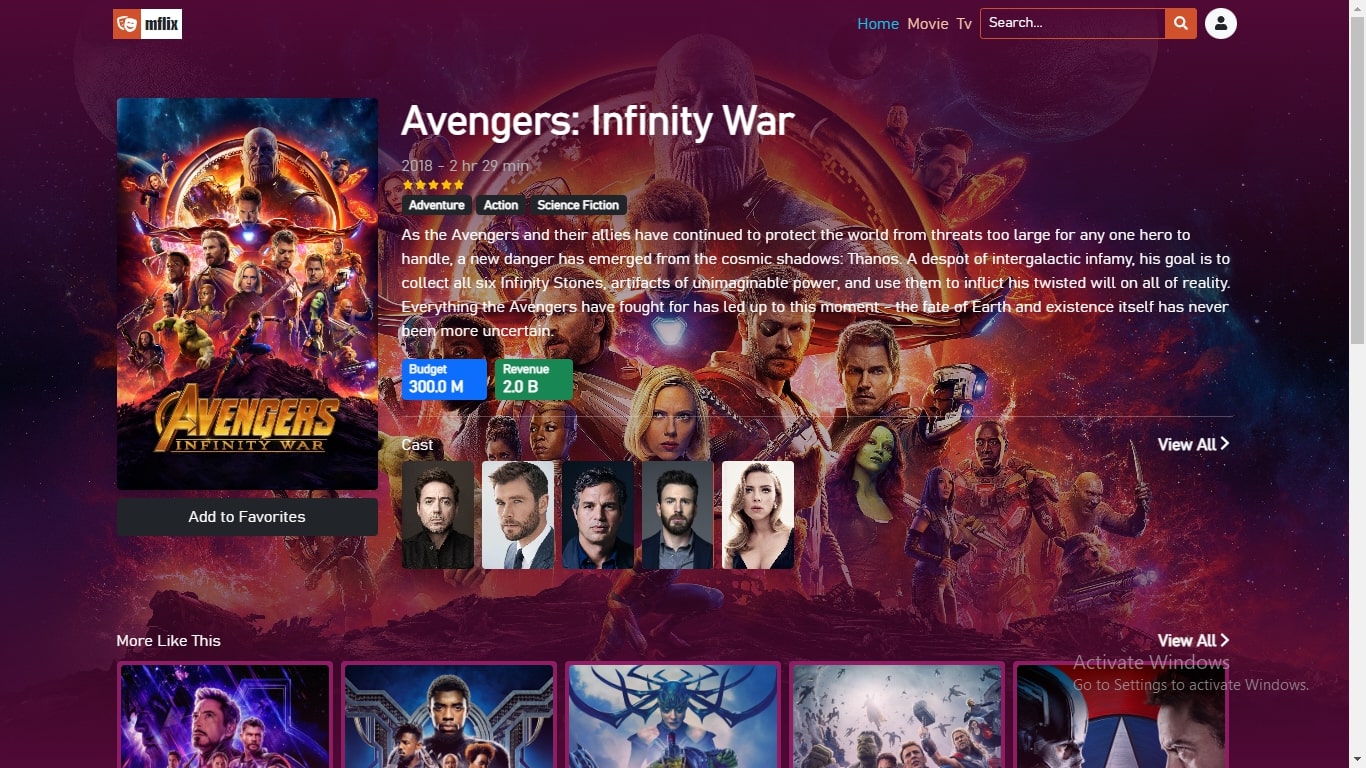 mflix
Home Movie Tv Search...
Avengers: Infinity War
2018 - 2 hr 29 min
Adventure Action Science Fiction
As the Avengers and their allies have continued to protect the world from threats too large for any one hero to
handle, a new danger has emerged from the cosmic shadows: Thanos. A despot of intergalactic infamy, his goal is to
collect all six Infinity Stones, artifacts of unimaginable power, and use them to inflict his twisted will on all of reality.
Everything the Avengers have fought for has led up to this moment - the fate of Earth and existence itself has never
been more uncertain.
Budget Revenue
300.0 M 2.0 B
AVENGERS
INFINITY WAR
Add to Favorites
Cast View All
More Like This View All
Activate Windows
Go to Settings to activate Windows.